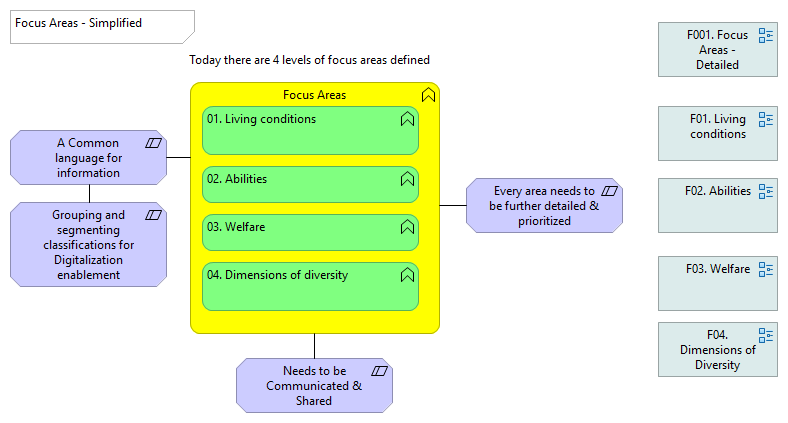 Focus Areas - Simplified
Today there are 4 levels of focus areas defined
Focus Areas
01. Living conditions
02. Abilities
03. Welfare
04. Dimensions of diversity
A Common
language for
information
Grouping and
segmenting
classifications for
Digitalization
enablement
Every area needs to
be further detailed &
prioritized
Needs to be
Communicated &
Shared
F001. Focus
Areas -
Detailed
F01. Living
conditions
F02. Abilities
F03. Welfare
F04.
Dimensions of
Diversity